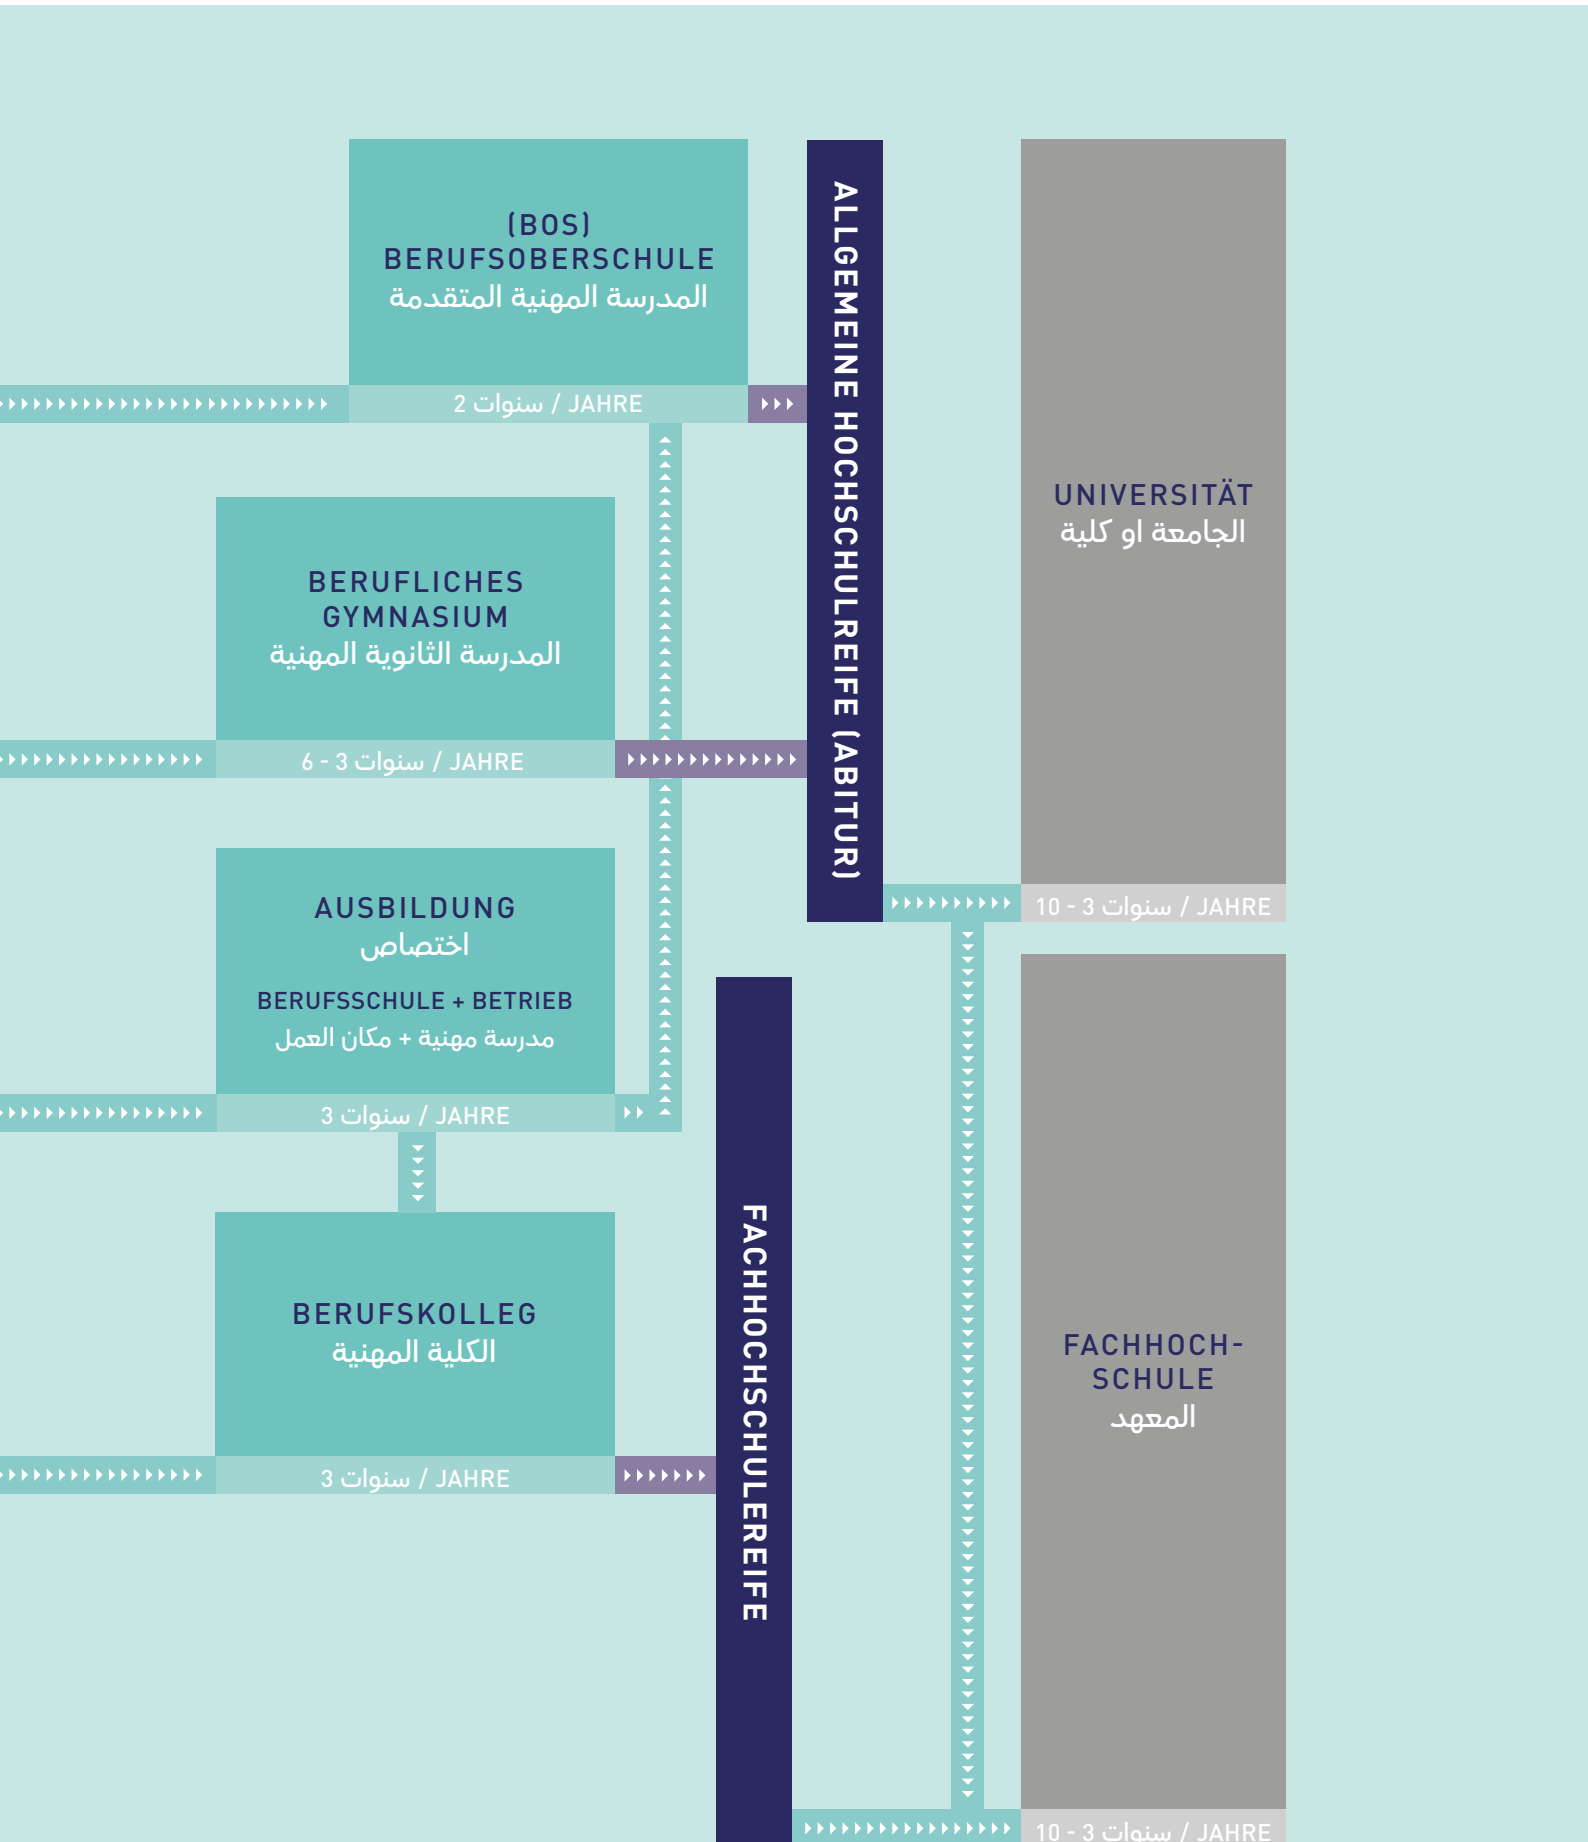 (BOS)
BERUFSOBERSCHULE
المدرسة المهنية المتقدمة
2 سنوات / JAHRE
BERUFLICHES
GYMNASIUM
المدرسة الثانوية المهنية
6 - 3 سنوات / JAHRE
AUSBILDUNG
اختصاص
BERUFSSCHULE + BETRIEB
مدرسة مهنية + مكان العمل
3 سنوات / JAHRE
BERUFSKOLLEG
الكلية المهنية
3 سنوات / JAHRE
ALLGEMEINE HOCHSCHULREIFE (ABITUR)
FACHHOCHSCHULEREIFE
UNIVERSITÄT
الجامعة او كلية
10 - 3 سنوات / JAHRE
FACHHOCH-
SCHULE
المعهد
10 - 3 سنوات / JAHRE